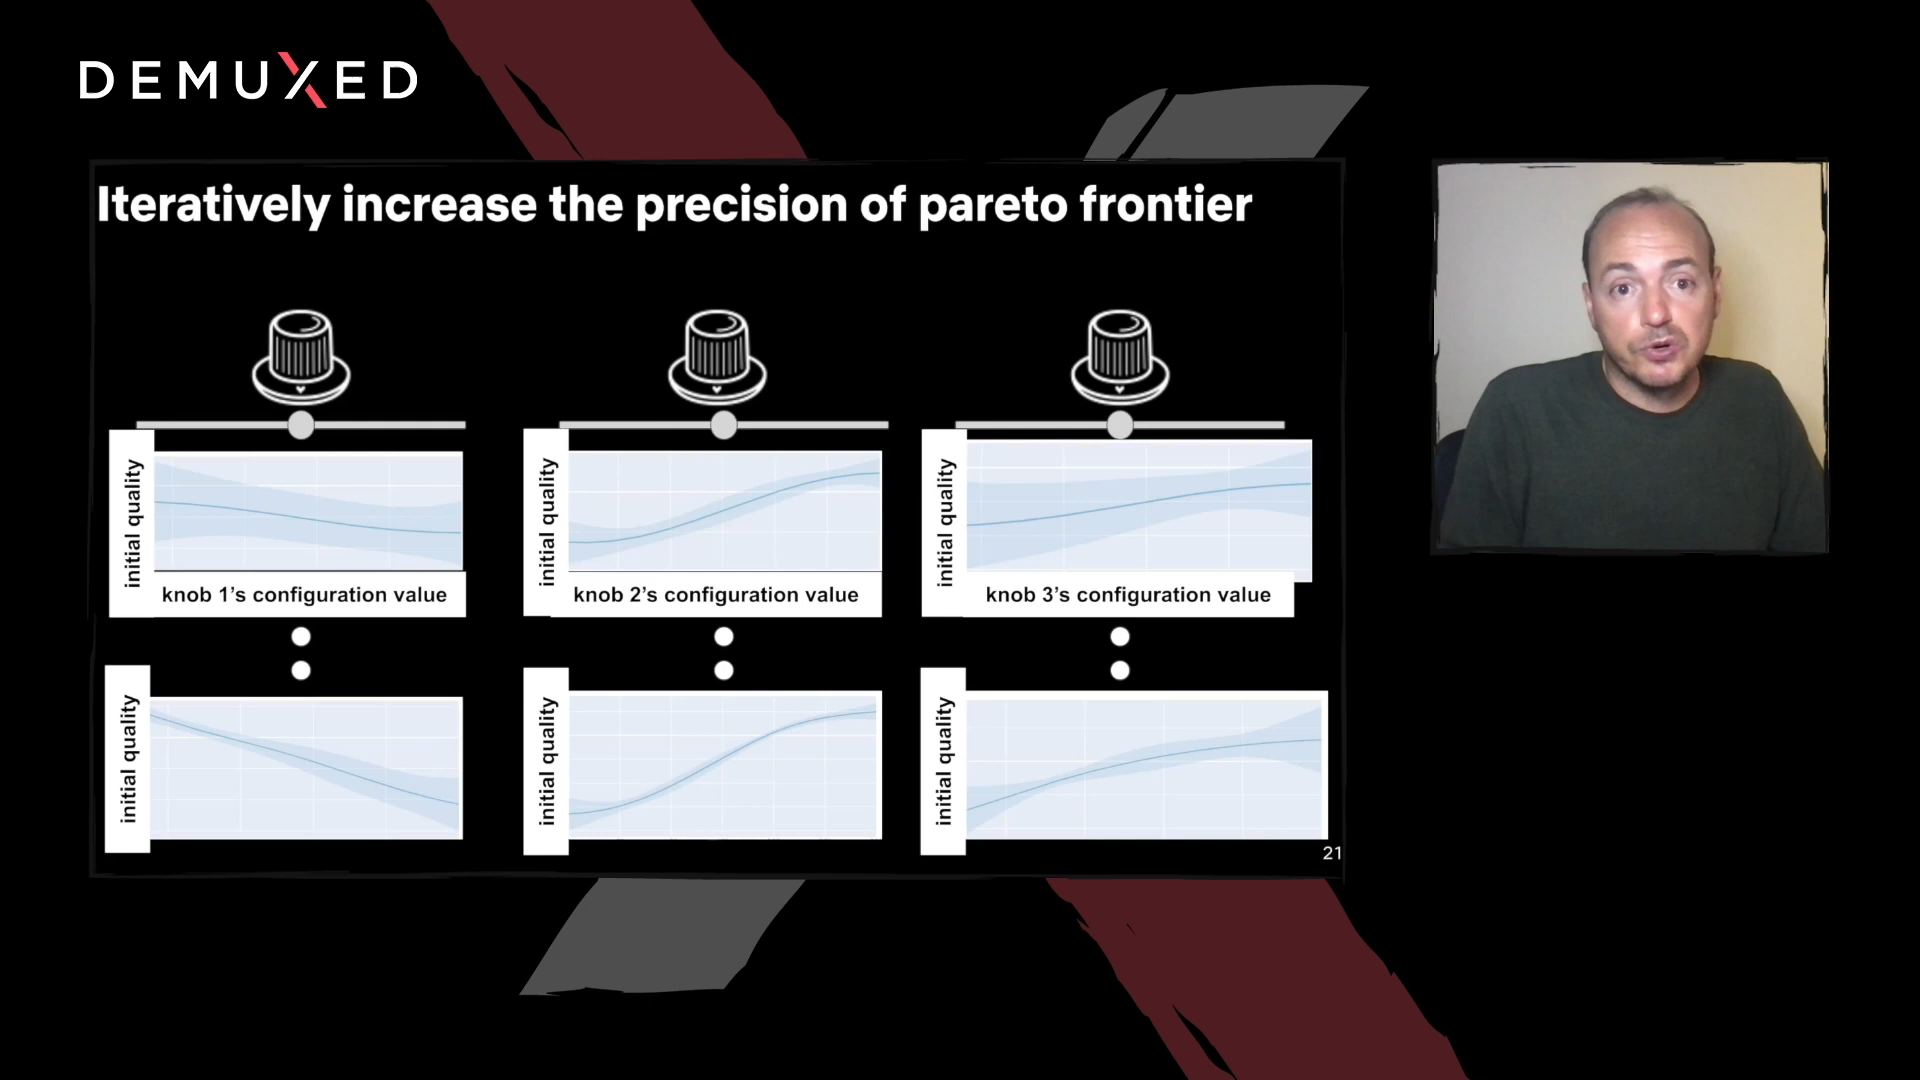 DEMUXED
Iteratively increase the precision of pareto frontier
initial quality
knob 1's configuration value
initial quality
knob 2's configuration value
initial quality
knob 3's configuration value
initial quality
initial quality
initial quality
21